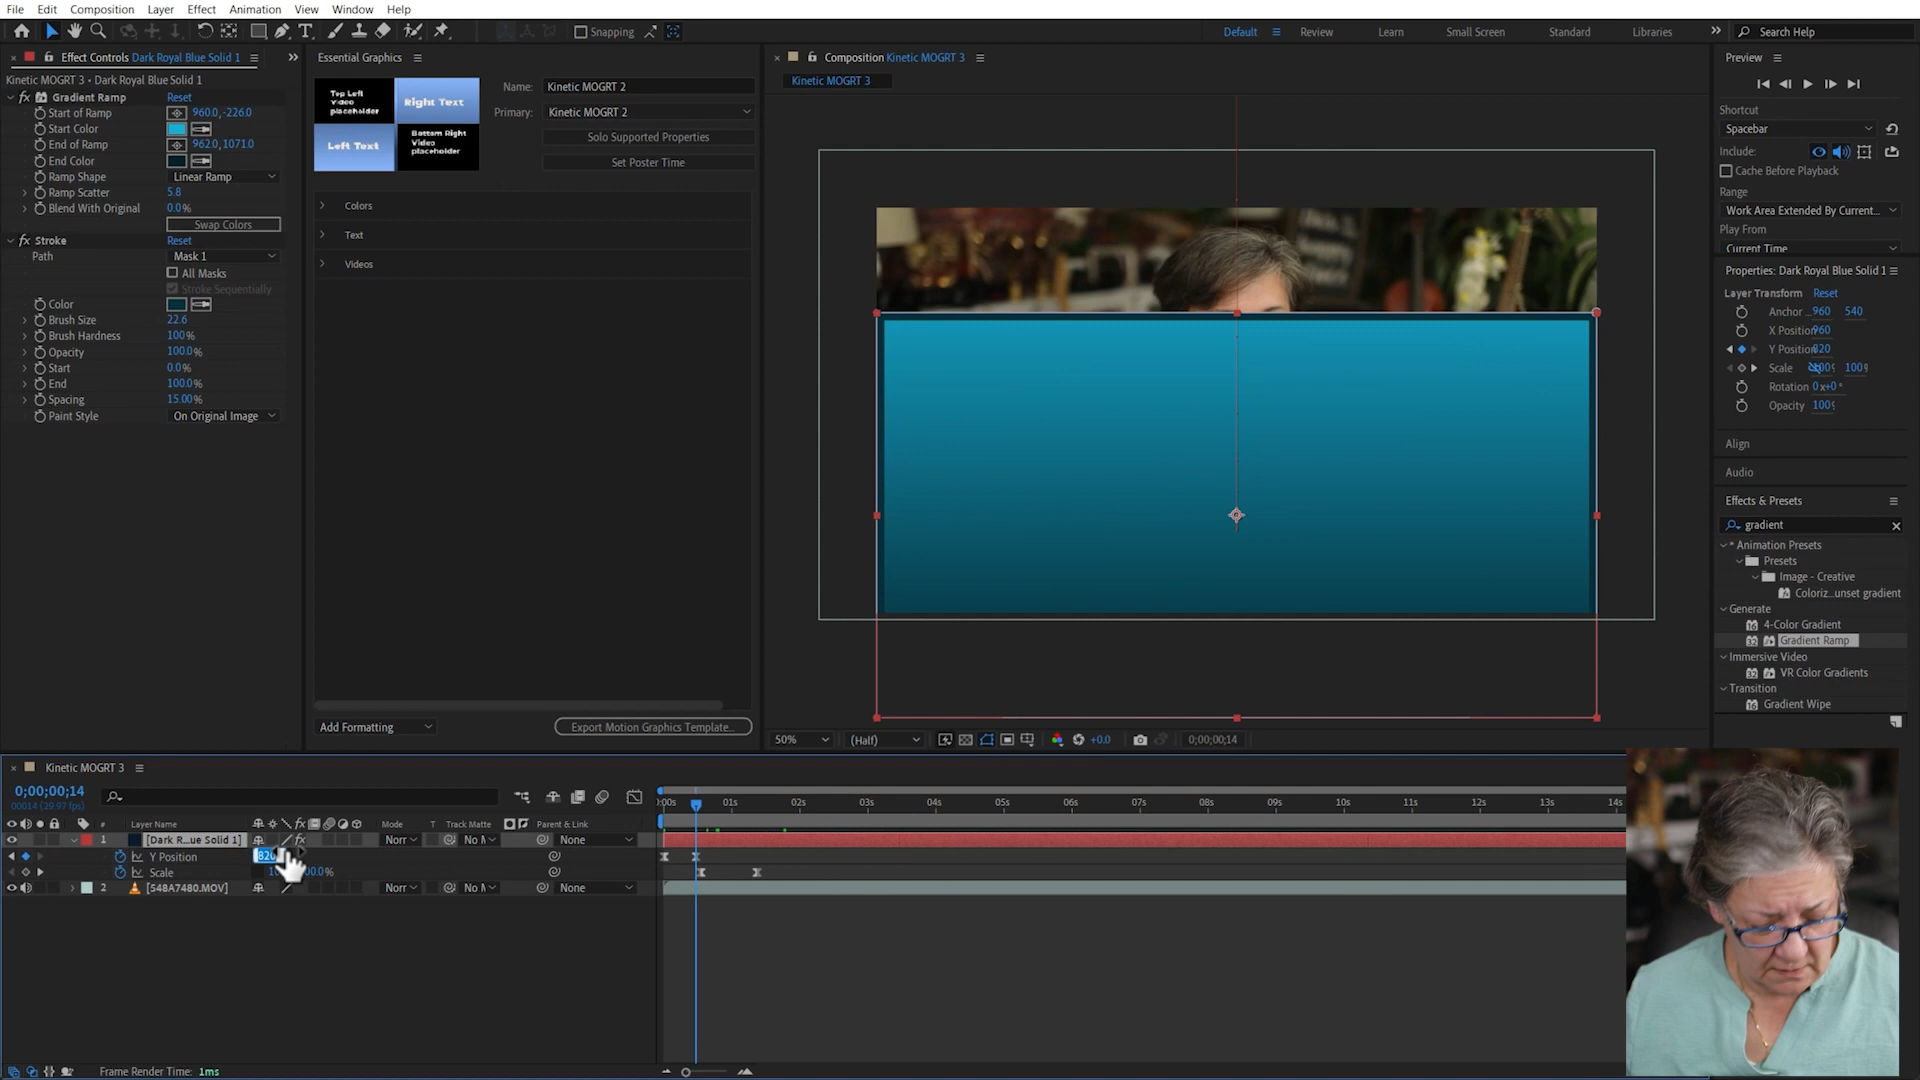 File Edit Composition Layer Effect Animation View Window Help
Snapping
Default Review Learn Small Screen Standard Libraries Search Help
Effect Controls Dark Royal Blue Solid 1
Kinetic MOGRT 3 • Dark Royal Blue Solid 1
fx Gradient Ramp Reset
Start of Ramp 960.0,-226.0
Start Color
End of Ramp 962.0,1071.0
End Color
Ramp Shape Linear Ramp
Ramp Scatter 5.8
Blend With Original 0.0%
Swap Colors
fx Stroke Reset
Path Mask 1
All Masks
Stroke Sequentially
Color
Brush Size 22.6
Brush Hardness 100%
Opacity 100.0%
Start 0.0%
End 100.0%
Spacing 15.00%
Paint Style On Original Image
Essential Graphics
Top Left
Video
placeholder
Right Text
Left Text
Bottom Right
Video
placeholder
Name: Kinetic MOGRT 2
Primary: Kinetic MOGRT 2
Solo Supported Properties
Set Poster Time
Colors
Text
Videos
Add Formatting
Export Motion Graphics Template...
Composition Kinetic MOGRT 3
Kinetic MOGRT 3
50% (Half) +0.0 0;00;00;14
Preview
Shortcut
Spacebar
Include:
Cache Before Playback
Range
Work Area Extended By Current...
Play From
Current Time
Properties: Dark Royal Blue Solid 1
Layer Transform Reset
Anchor ... 960 540
X Position 960
Y Position 820
Scale 100% 100%
Rotation 0x+0°
Opacity 100%
Align
Audio
Effects & Presets
gradient
* Animation Presets
Presets
Image - Creative
Coloriz...unset gradient
Generate
4-Color Gradient
Gradient Ramp
Immersive Video
VR Color Gradients
Transition
Gradient Wipe
Kinetic MOGRT 3
0;00;00;14
00014 (29.97 fps)
# Layer Name fx Mode T Track Matte Parent & Link
:00s 01s 02s 03s 04s 05s 06s 07s 08s 09s 10s 11s 12s 13s 14s
1 [Dark R...ue Solid 1] fx Norr No M None
Y Position 820
Scale
2 [548A7480.MOV] Norr No M None
Frame Render Time: 1ms